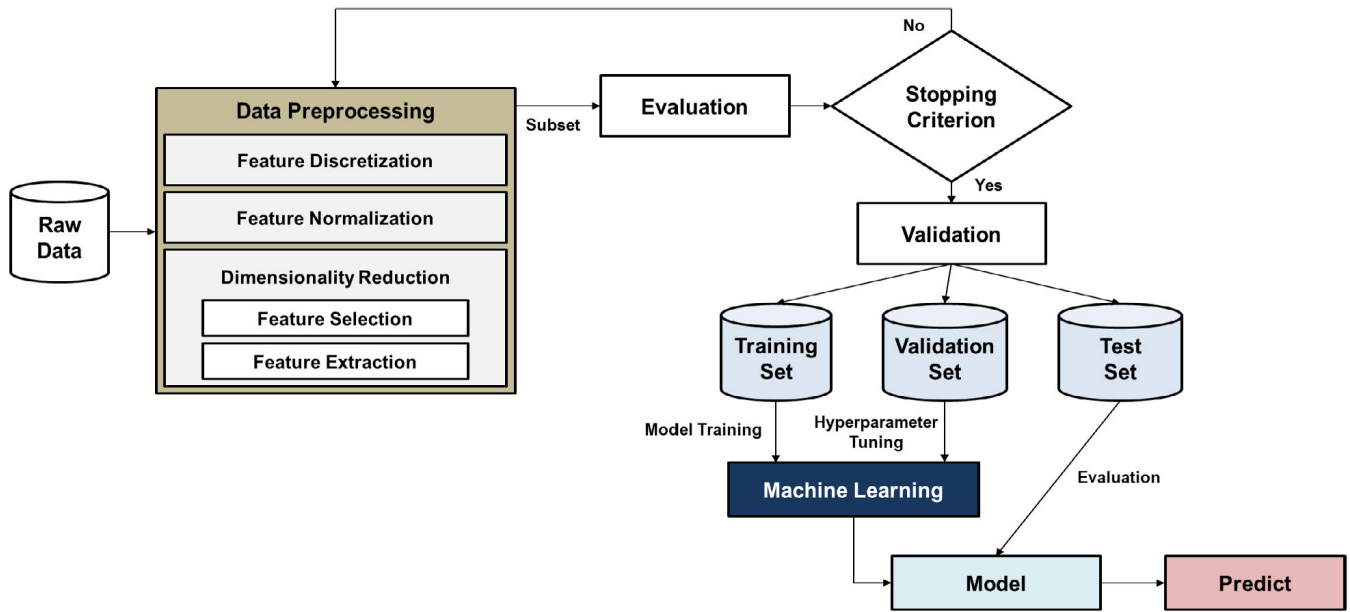 No
Data Preprocessing
Subset
Evaluation
Stopping
Criterion
Feature Discretization
Yes
Raw
Data
Feature Normalization
Validation
Dimensionality Reduction
Feature Selection
Feature Extraction
Training
Set
Validation
Set
Test
Set
Model Training
Hyperparameter
Tuning
Machine Learning
Evaluation
Model
Predict